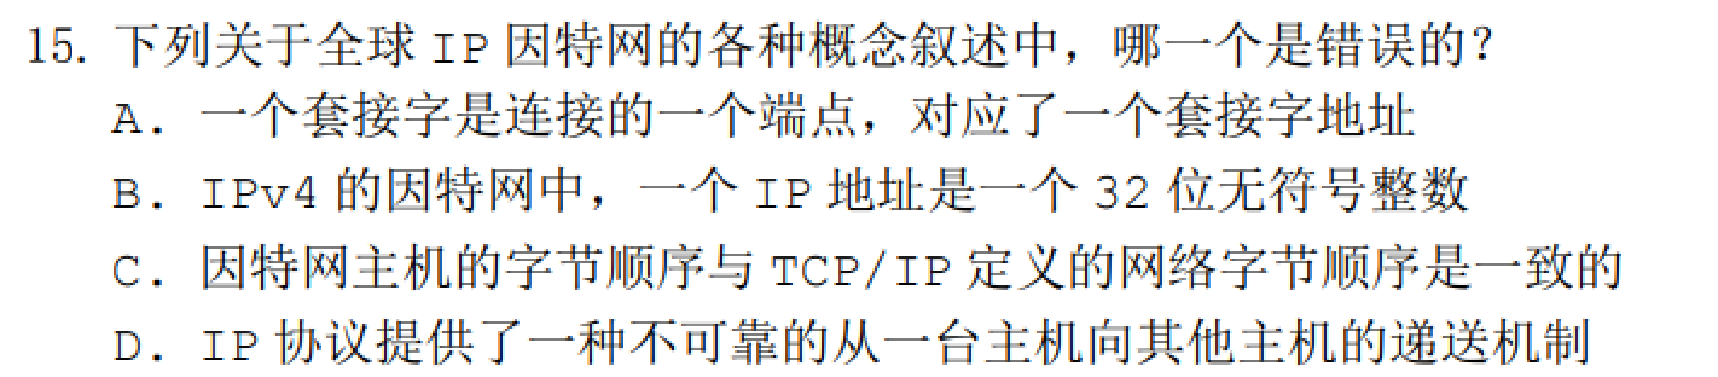 15. 下列关于全球 IP 因特网的各种概念叙述中，哪一个是错误的？
A. 一个套接字是连接的一个端点，对应了一个套接字地址
B. IPv4 的因特网中，一个 IP 地址是一个 32 位无符号整数
C. 因特网主机的字节顺序与 TCP/IP 定义的网络字节顺序是一致的
D. IP 协议提供了一种不可靠的从一台主机向其他主机的递送机制